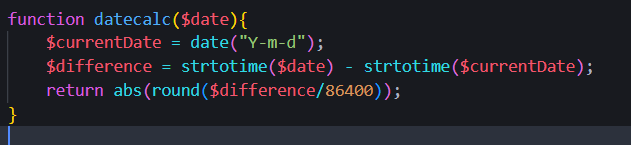 function datecalc($date){
    $currentDate = date("Y-m-d");
    $difference = strtotime($date) - strtotime($currentDate);
    return abs(round($difference/86400));
}